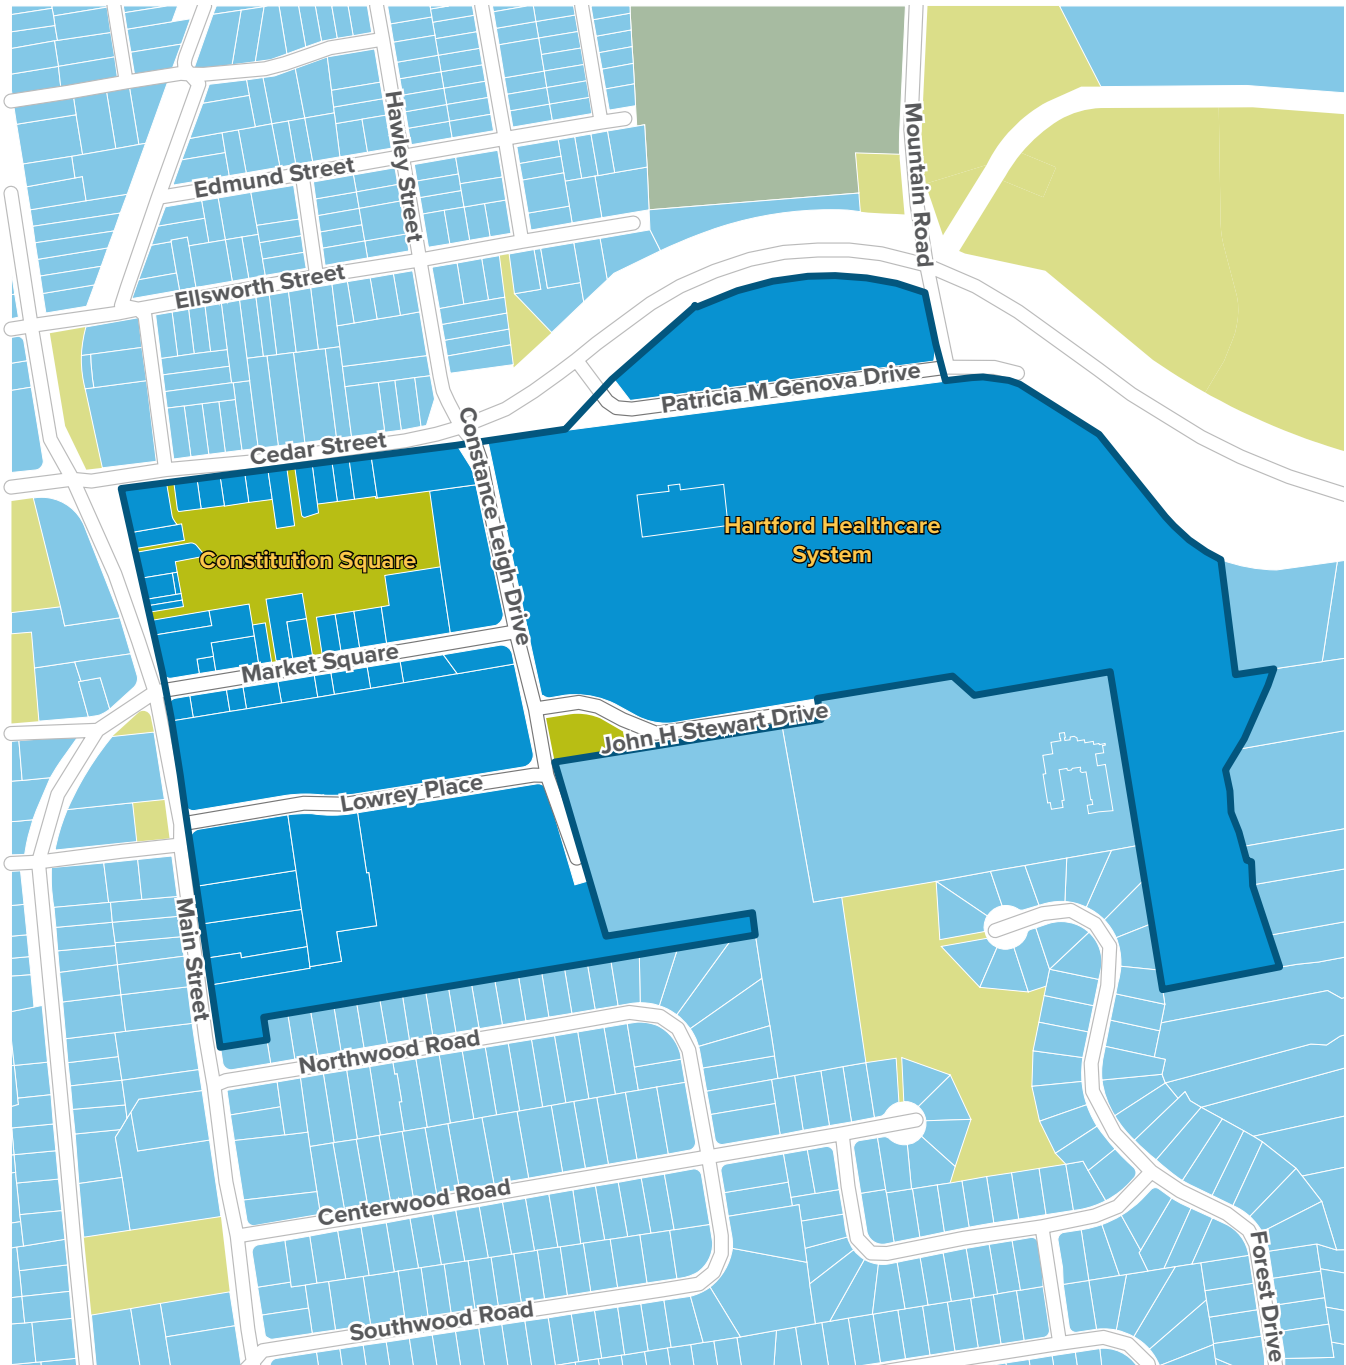 Hawley Street
Mountain Road
Edmund Street
Ellsworth Street
Patricia M Genova Drive
Cedar Street
Constance Leigh Drive
Hartford Healthcare
System
Constitution Square
Market Square
John H Stewart Drive
Lowrey Place
Main Street
Northwood Road
Centerwood Road
Forest Drive
Southwood Road